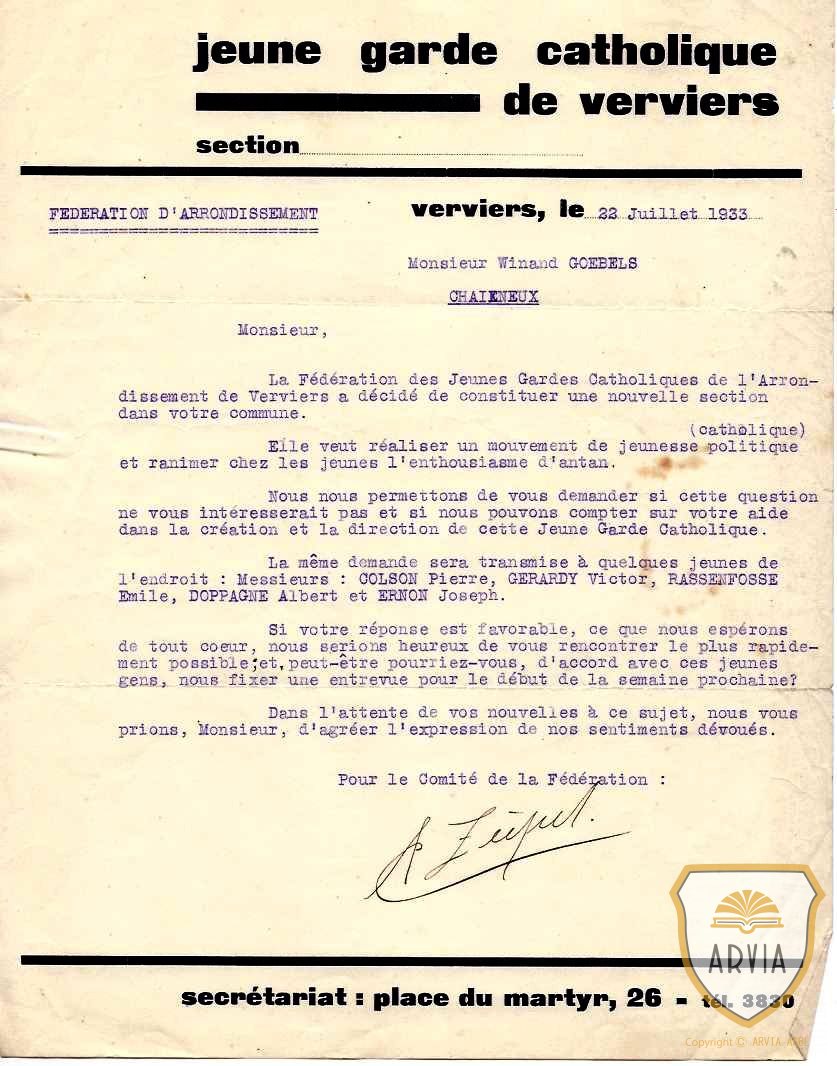 jeune garde catholique
de verviers
section
FEDERATION D'ARRONDISSEMENT
verviers, le 22 Juillet 1933
Monsieur Winand GOEBELS
CHAIENEUX
Monsieur,
La Fédération des Jeunes Gardes Catholiques de l'Arron-
dissement de Verviers a décidé de constituer une nouvelle section
dans votre commune.
(catholique)
Elle veut réaliser un mouvement de jeunesse politique
et ranimer chez les jeunes l'enthousiasme d'antan.
Nous nous permettons de vous demander si cette question
ne vous intéresserait pas et si nous pouvons compter sur votre aide
dans la création et la direction de cette Jeune Garde Catholique.
La même demande sera transmise à quelques jeunes de
l'endroit : Messieurs : COLSON Pierre, GERARDY Victor, RASSENFOSSE
Emile, DOPPAGNE Albert et ERNON Joseph.
Si votre réponse est favorable, ce que nous espérons
de tout coeur, nous serions heureux de vous rencontrer le plus rapide-
ment possible;et,peut-être pourriez-vous, d'accord avec ces jeunes
gens, nous fixer une entrevue pour le début de la semaine prochaine?
Dans l'attente de vos nouvelles à ce sujet, nous vous
prions, Monsieur, d'agréer l'expression de nos sentiments dévoués.
Pour le Comité de la Fédération :
ARVIA
secrétariat : place du martyr, 26 - tél. 3830
Copyright © ARVIA ASBL